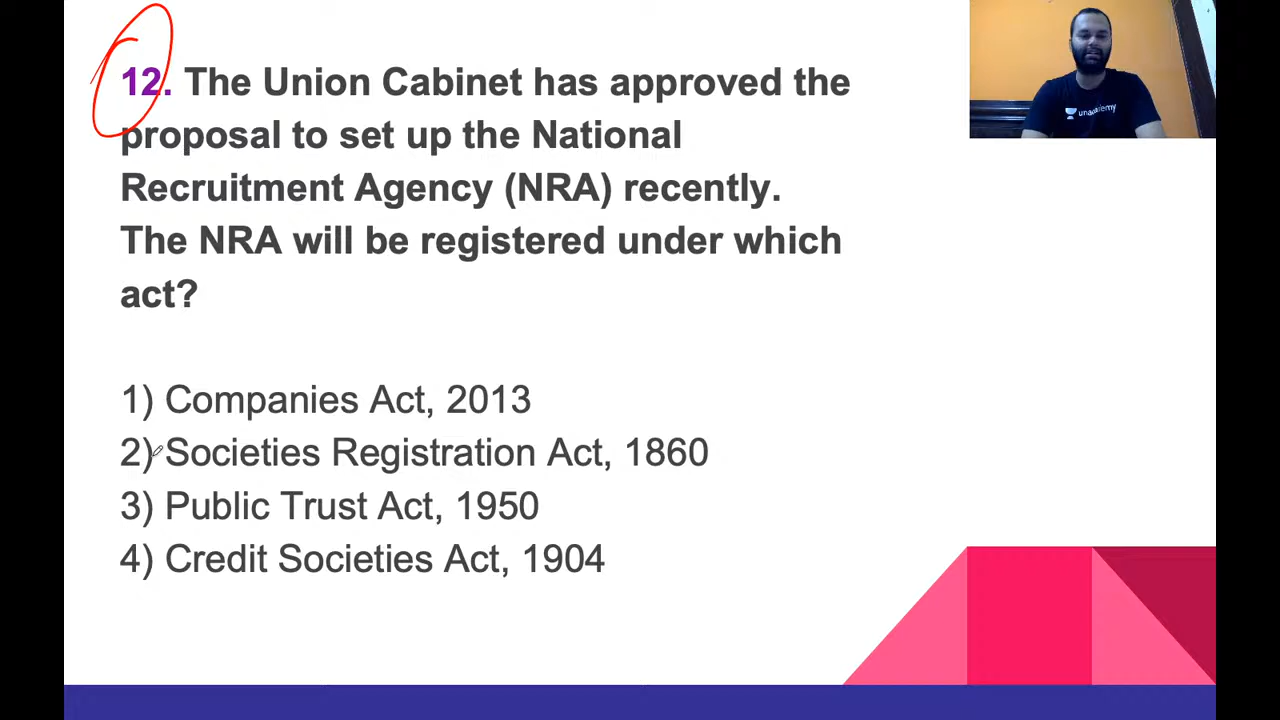 12. The Union Cabinet has approved the
proposal to set up the National
Recruitment Agency (NRA) recently.
The NRA will be registered under which
act?
1) Companies Act, 2013
2) Societies Registration Act, 1860
3) Public Trust Act, 1950
4) Credit Societies Act, 1904
unacademy